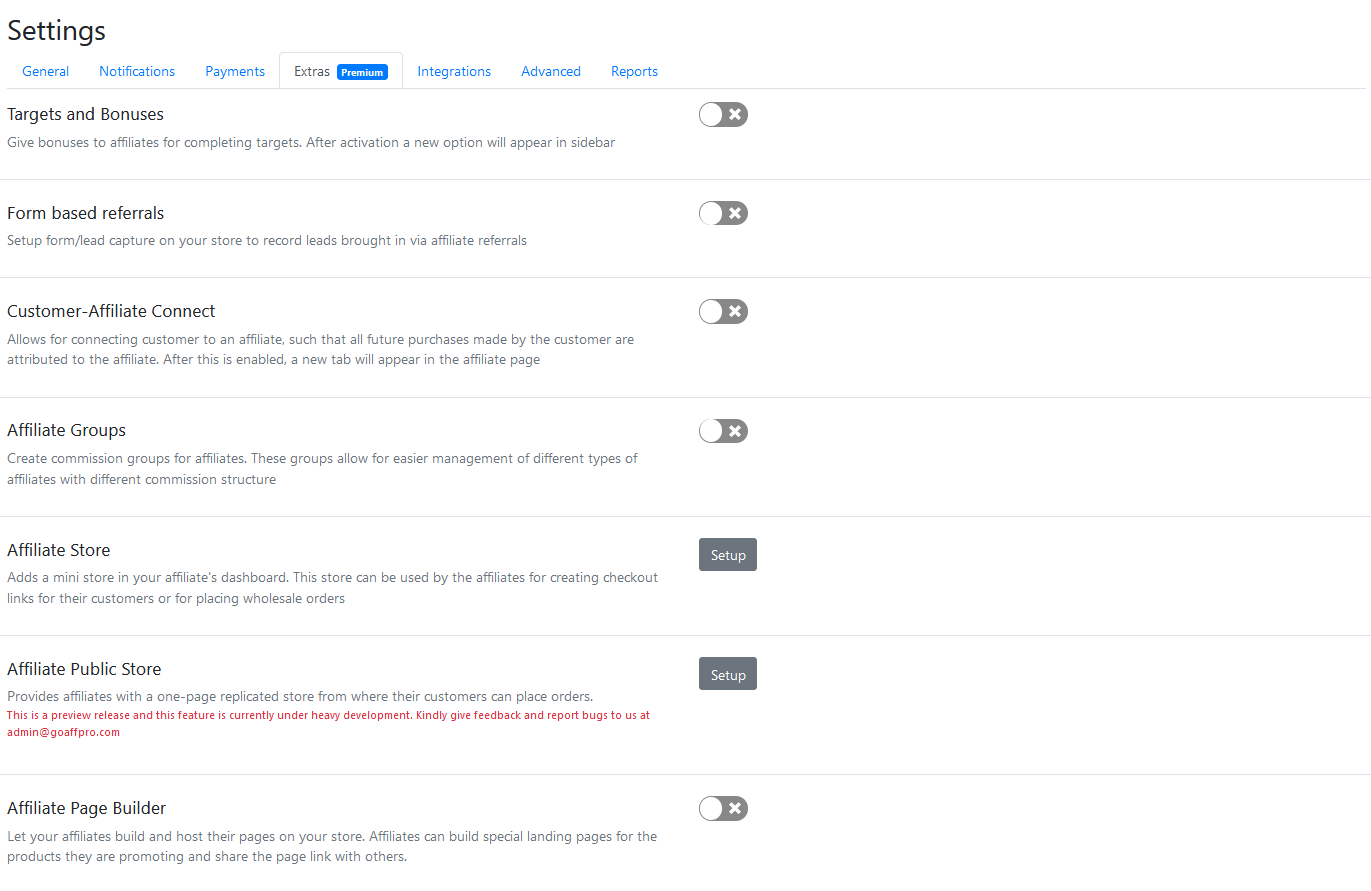 Settings
General Notifications Payments Extras Premium Integrations Advanced Reports
Targets and Bonuses
Give bonuses to affiliates for completing targets. After activation a new option will appear in sidebar
Form based referrals
Setup form/lead capture on your store to record leads brought in via affiliate referrals
Customer-Affiliate Connect
Allows for connecting customer to an affiliate, such that all future purchases made by the customer are
attributed to the affiliate. After this is enabled, a new tab will appear in the affiliate page
Affiliate Groups
Create commission groups for affiliates. These groups allow for easier management of different types of
affiliates with different commission structure
Affiliate Store
Setup
Adds a mini store in your affiliate's dashboard. This store can be used by the affiliates for creating checkout
links for their customers or for placing wholesale orders
Affiliate Public Store
Setup
Provides affiliates with a one-page replicated store from where their customers can place orders.
This is a preview release and this feature is currently under heavy development. Kindly give feedback and report bugs to us at
admin@goaffpro.com
Affiliate Page Builder
Let your affiliates build and host their pages on your store. Affiliates can build special landing pages for the
products they are promoting and share the page link with others.